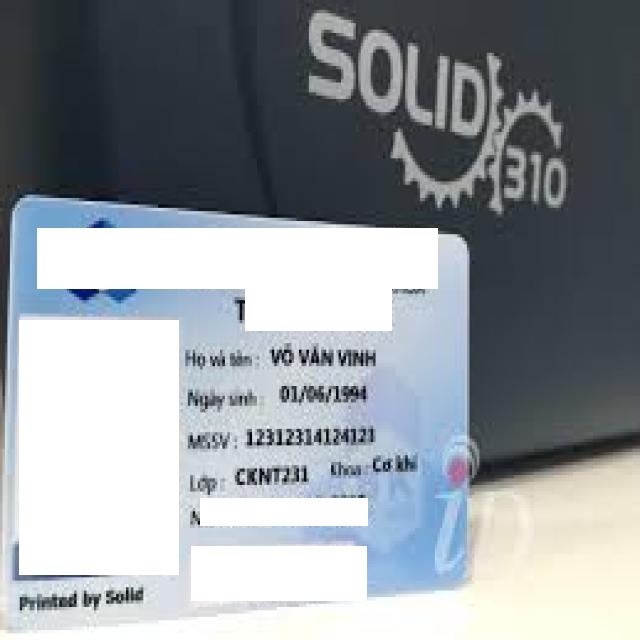 SOLID
310
Họ và tên : VÕ VĂN VINH
Ngày sinh : 01/06/1994
MSSV : 12312314124123
Lớp : CKNT231 Khoa : Cơ khí
Printed by Solid
in